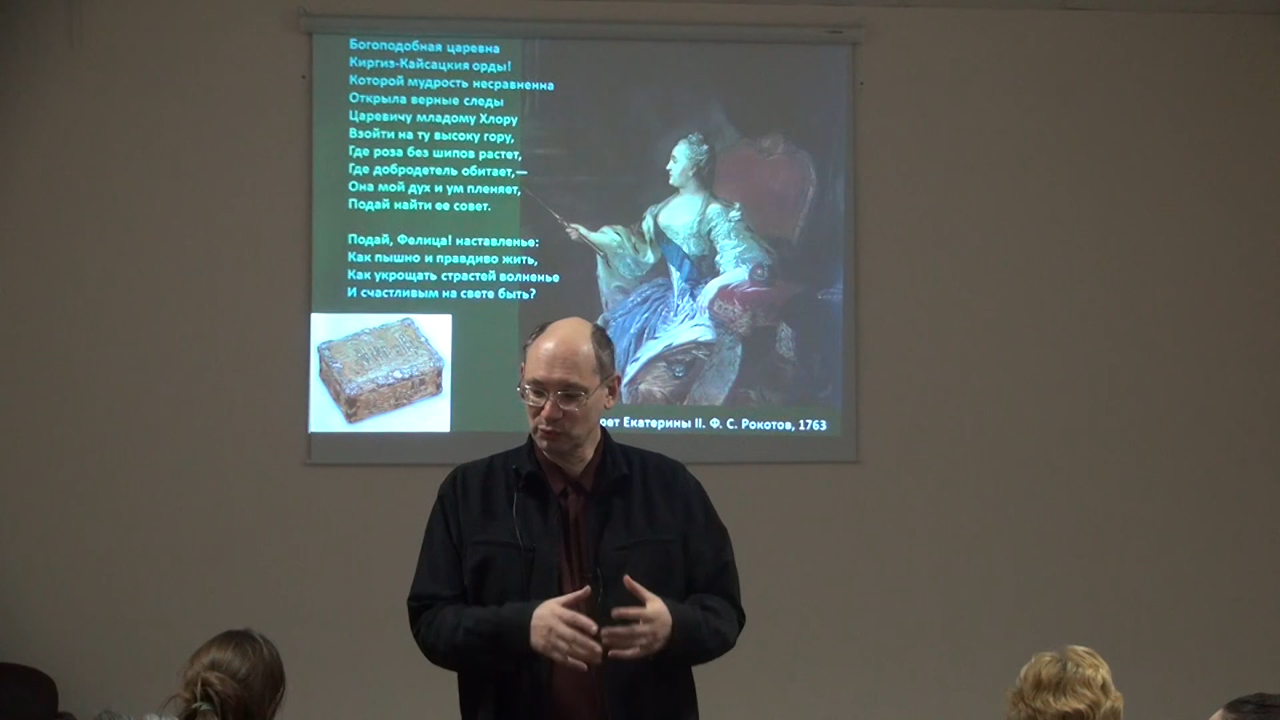 Богоподобная царевна
Киргиз-Кайсацкия орды!
Которой мудрость несравненна
Открыла верные следы
Царевичу младому Хлору
Взойти на ту высоку гору,
Где роза без шипов растет,
Где добродетель обитает,—
Она мой дух и ум пленяет,
Подай найти ее совет.
Подай, Фелица! наставленье:
Как пышно и правдиво жить,
Как укрощать страстей волненье
И счастливым на свете быть?
Екатерины II. Ф. С. Рокотов, 1763